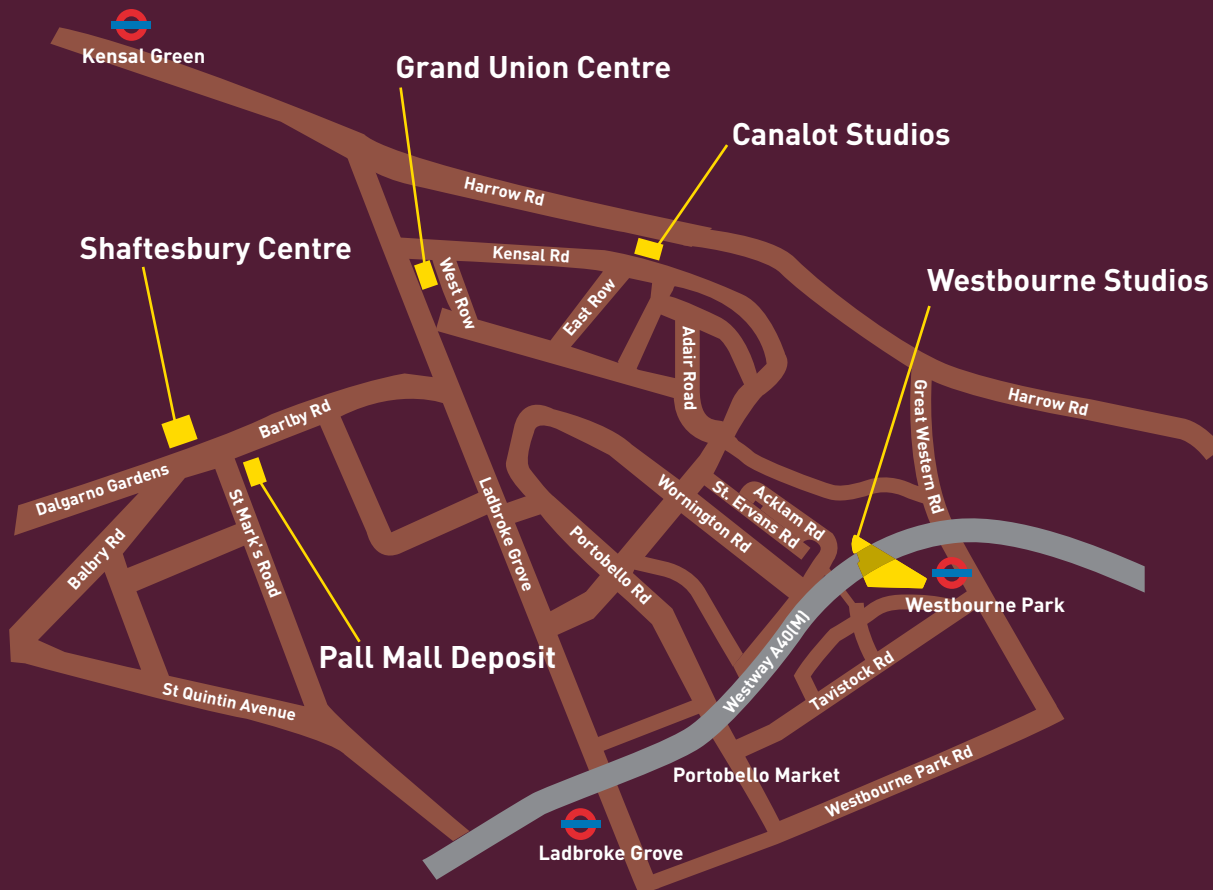 Kensal Green
Grand Union Centre
Canalot Studios
Harrow Rd
Shaftesbury Centre
Kensal Rd
West Row
East Row
Westbourne Studios
Adair Road
Great Western Rd
Harrow Rd
Barlby Rd
Dalgarno Gardens
St Mark's Road
Balbry Rd
Ladbroke Grove
Wornington Rd
St. Ervans Rd
Acklam Rd
Portobello Rd
Westbourne Park
Pall Mall Deposit
Westway A40(M)
Tavistock Rd
St Quintin Avenue
Portobello Market
Westbourne Park Rd
Ladbroke Grove